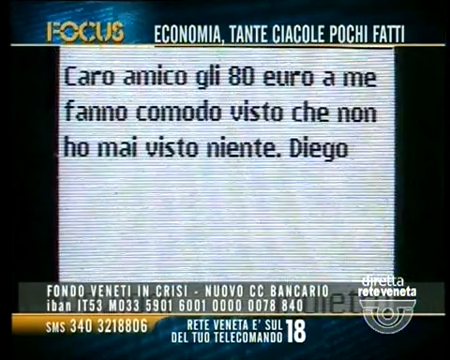 FOCUS
ECONOMIA, TANTE CIACOLE POCHI FATTI
Caro amico gli 80 euro a me
fanno comodo visto che non
ho mai visto niente. Diego
FONDO VENETI IN CRISI - NUOVO CC BANCARIO
iban IT53 M033 5901 6001 0000 0078 840
diretta
reteveneta
SMS 340 3218806
RETE VENETA E' SUL
DEL TUO TELECOMANDO
18